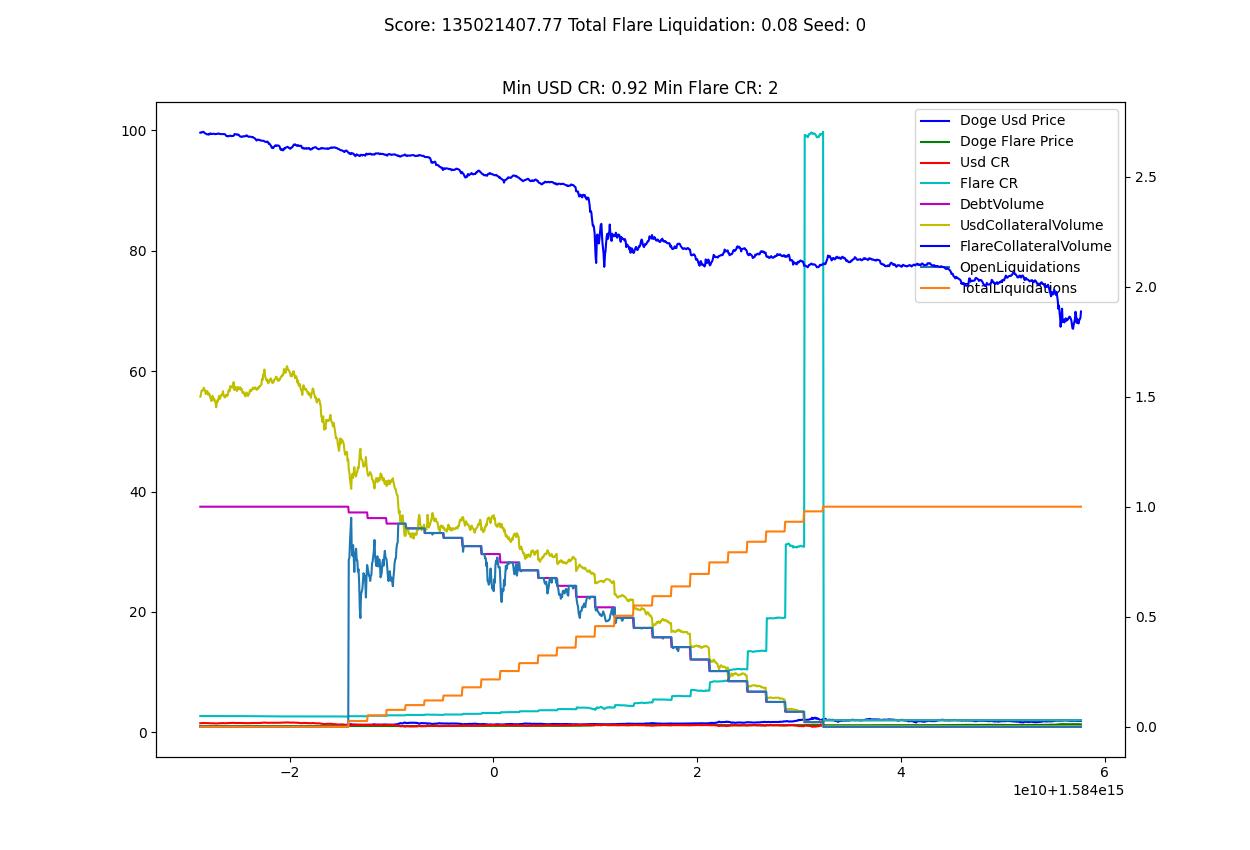 Score: 135021407.77 Total Flare Liquidation: 0.08 Seed: 0
Min USD CR: 0.92 Min Flare CR: 2
100
80
60
40
20
0
Doge Usd Price
Doge Flare Price
Usd CR
Flare CR
DebtVolume
UsdCollateralVolume
FlareCollateralVolume
OpenLiquidations
TotalLiquidations
2.5
2.0
1.5
1.0
0.5
0.0
−2 0 2 4 6
1e10+1.584e15